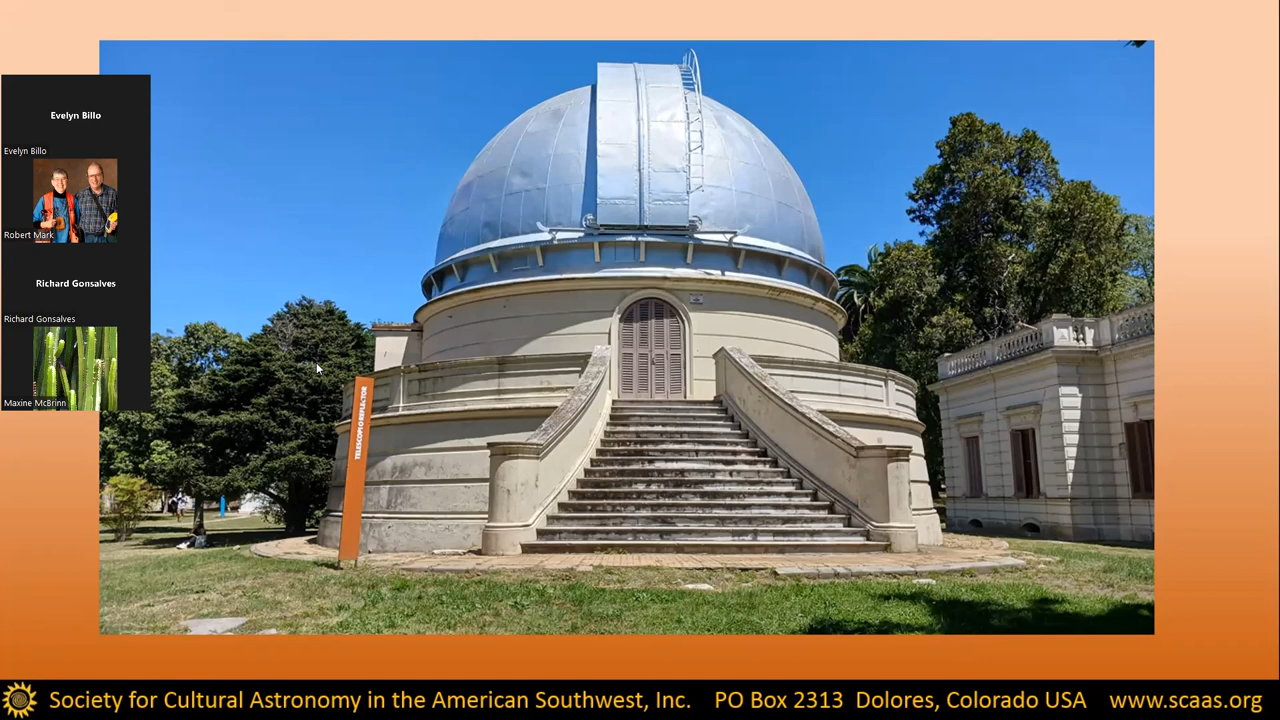 Evelyn Billo
Evelyn Billo
Robert Mark
Richard Gonsalves
Richard Gonsalves
Maxine McBrinn
TELESCOPIO REFLECTOR
Society for Cultural Astronomy in the American Southwest, Inc. PO Box 2313 Dolores, Colorado USA www.scaas.org